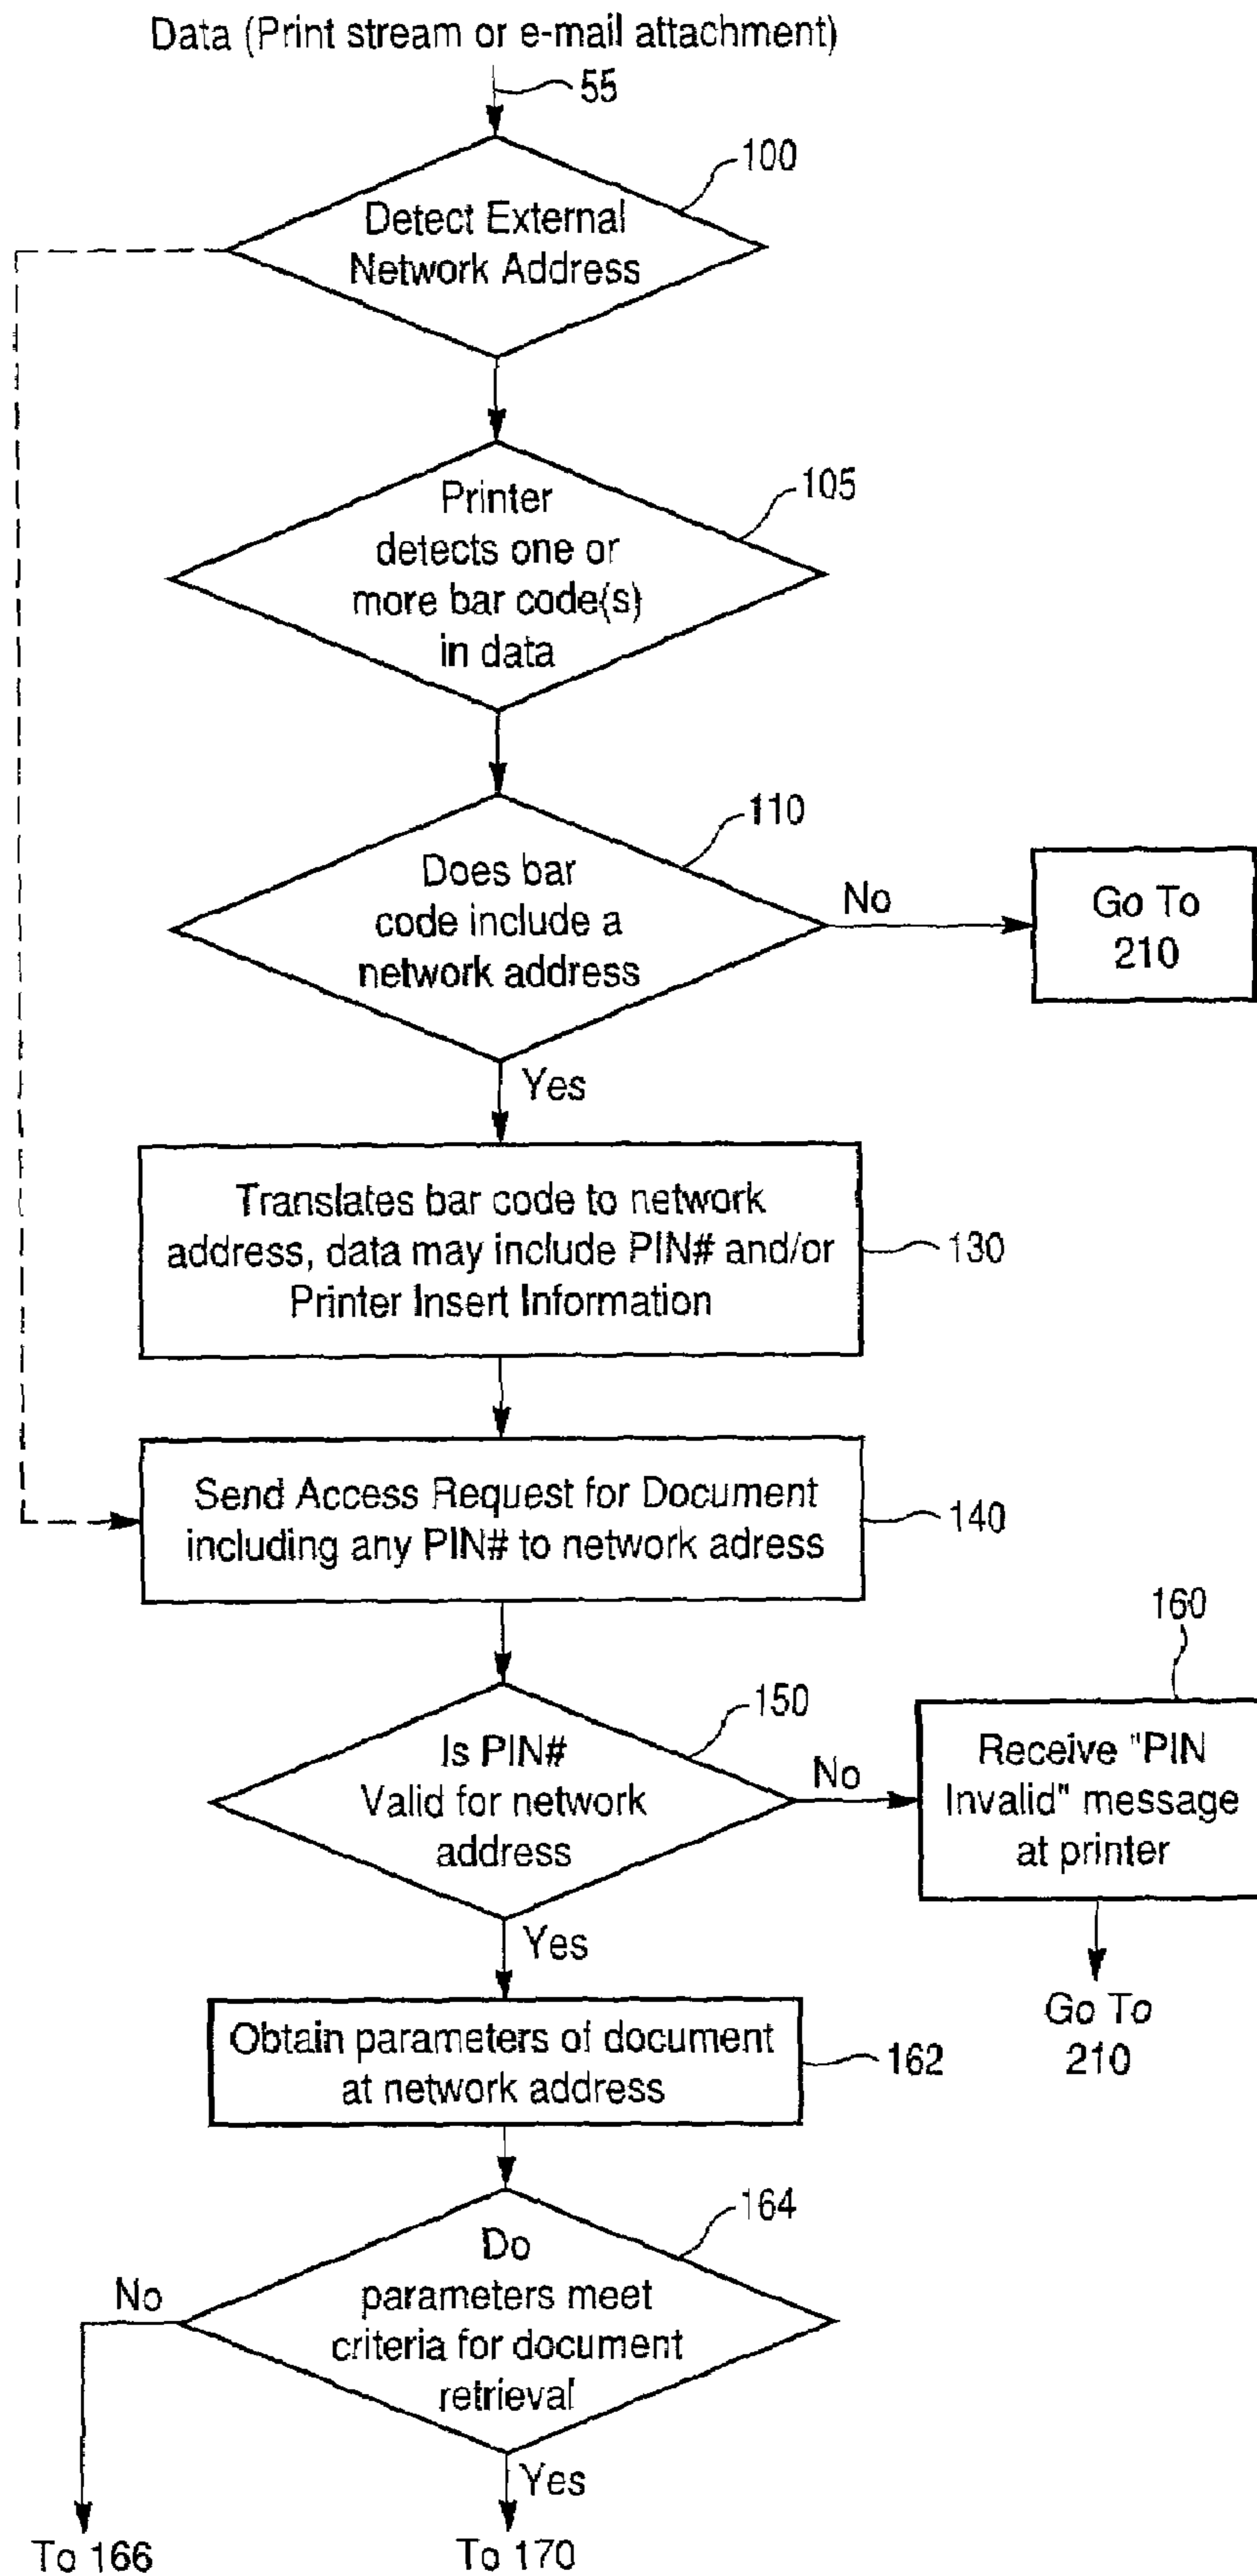 Data (Print stream or e-mail attachment)
55
100
Detect External
Network Address
105
Printer
detects one or
more bar code(s)
in data
110
Does bar
code include a
network address
No
Go To
210
Yes
Translates bar code to network
address, data may include PIN# and/or
Printer Insert Information
130
Send Access Request for Document
including any PIN# to network adress
140
150
Is PIN#
Valid for network
address
No
160
Receive "PIN
Invalid" message
at printer
Go To
210
Yes
Obtain parameters of document
at network address
162
164
Do
parameters meet
criteria for document
retrieval
No
To 166
Yes
To 170